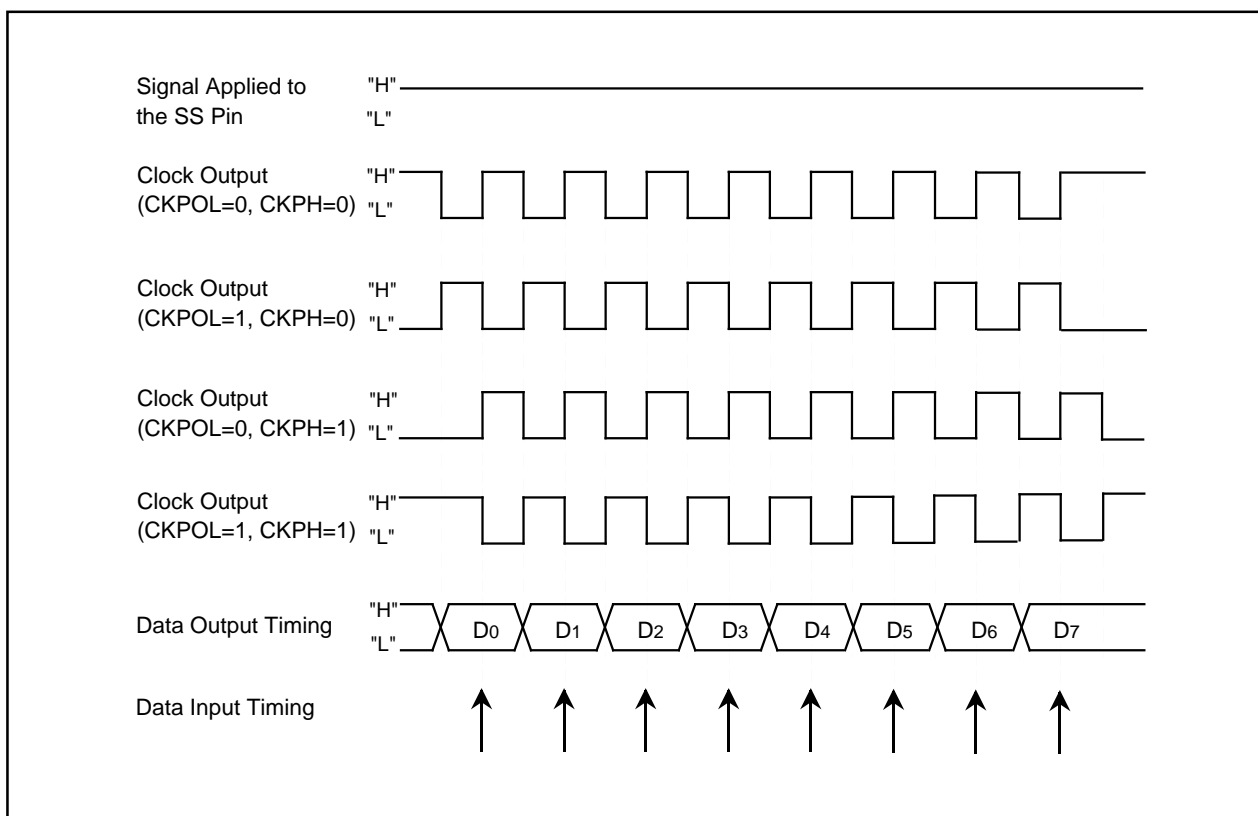 Signal Applied to
the SS Pin
"H"
"L"
Clock Output
(CKPOL=0, CKPH=0)
"H"
"L"
Clock Output
(CKPOL=1, CKPH=0)
"H"
"L"
Clock Output
(CKPOL=0, CKPH=1)
"H"
"L"
Clock Output
(CKPOL=1, CKPH=1)
"H"
"L"
Data Output Timing
"H"
"L"
D0 D1 D2 D3 D4 D5 D6 D7
Data Input Timing